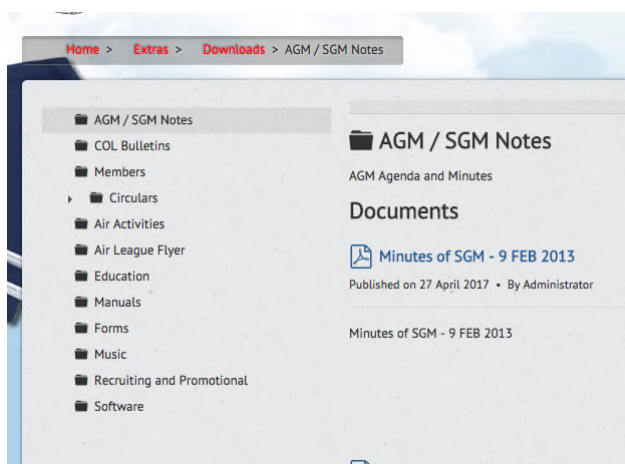 Home > Extras > Downloads > AGM / SGM Notes
AGM / SGM Notes
COL Bulletins
Members
Circulars
Air Activities
Air League Flyer
Education
Manuals
Forms
Music
Recruiting and Promotional
Software
AGM / SGM Notes
AGM Agenda and Minutes
Documents
Minutes of SGM - 9 FEB 2013
Published on 27 April 2017 • By Administrator
Minutes of SGM - 9 FEB 2013